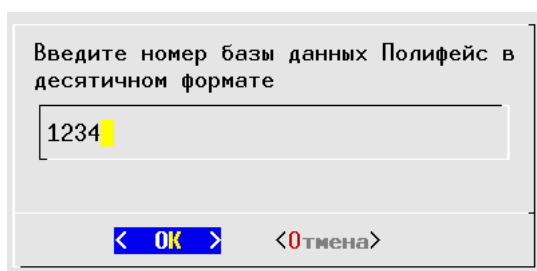 Введите номер базы данных Полифейс в
десятичном формате
1234
< OK > <Отмена>